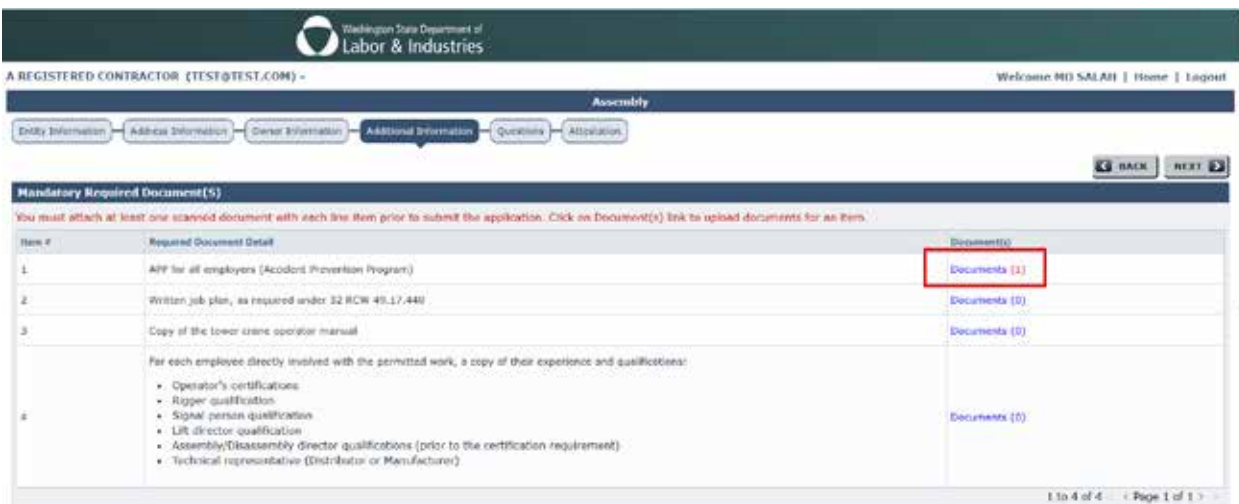 Washington State Department of
Labor & Industries
A REGISTERED CONTRACTOR (TEST@TEST.COM) -
Welcome MO SALAH | Home | Logout
Assembly
Entity Information
Address Information
Owner Information
Additional Information
Questions
Attestation
BACK
NEXT
Mandatory Required Document(S)
You must attach at least one scanned document with each line item prior to submit the application. Click on Document(s) link to upload documents for an item.
Item # Required Document Detail Document(s)
1 APP for all employers (Accident Prevention Program) Documents (1)
2 Written job plan, as required under 32 RCW 49.17.440 Documents (0)
3 Copy of the tower crane operator manual Documents (0)
For each employee directly involved with the permitted work, a copy of their experience and qualifications:
• Operator's certifications
• Rigger qualification
• Signal person qualification
4 • Lift director qualification Documents (0)
• Assembly/Disassembly director qualifications (prior to the certification requirement)
• Technical representative (Distributor or Manufacturer)
1 to 4 of 4 < Page 1 of 1 >